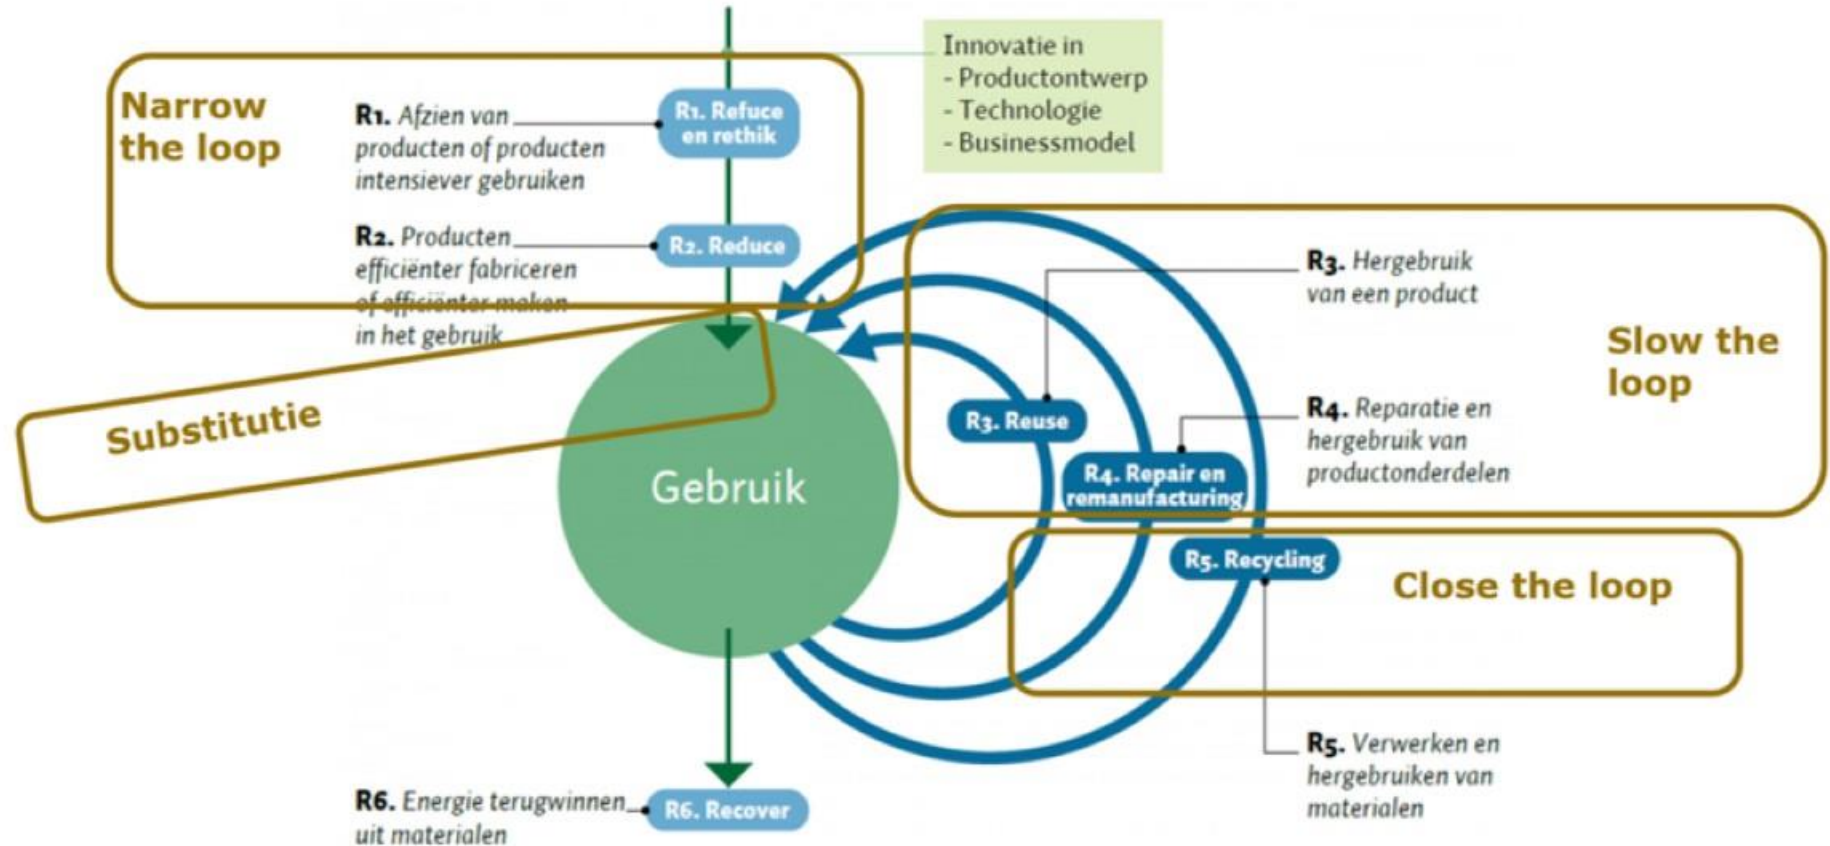 Innovatie in
- Productontwerp
- Technologie
- Businessmodel
Narrow
the loop
R1. Afzien van
producten of producten
intensiever gebruiken
R1. Refuce
en rethik
R2. Producten
efficiënter fabriceren
of efficiënter maken
in het gebruik
R2. Reduce
Substitutie
Gebruik
R3. Reuse
R3. Hergebruik
van een product
Slow the
loop
R4. Repair en
remanufacturing
R4. Reparatie en
hergebruik van
productonderdelen
R5. Recycling
Close the loop
R5. Verwerken en
hergebruiken van
materialen
R6. Energie terugwinnen
uit materialen
R6. Recover